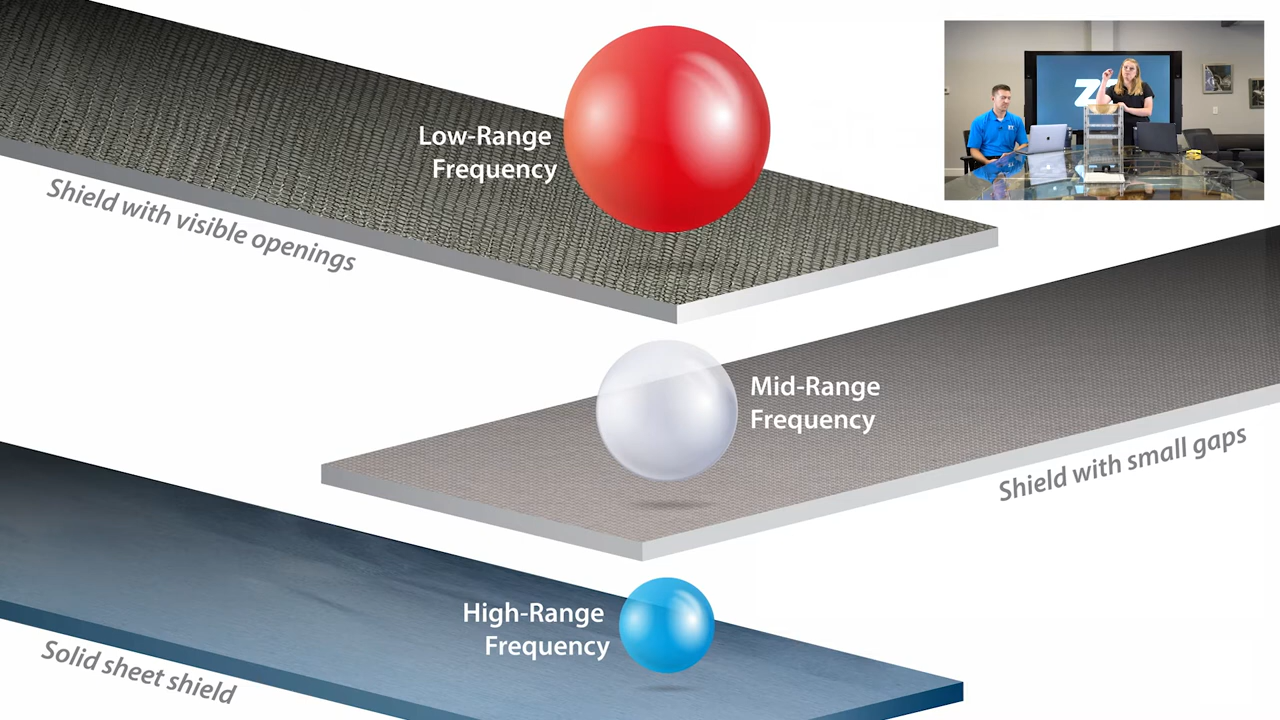 Low-Range
Frequency
Shield with visible openings
Mid-Range
Frequency
Shield with small gaps
High-Range
Frequency
Solid sheet shield